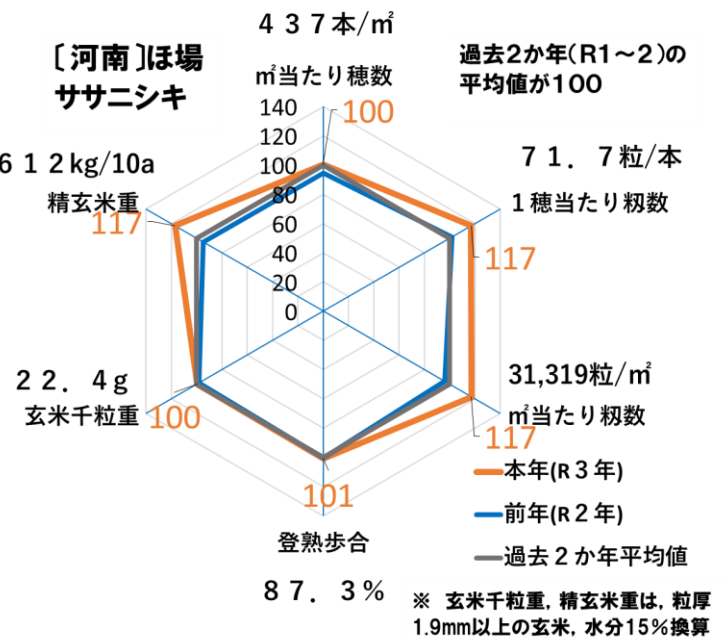 ４３７本/㎡
〔河南〕ほ場
ササニシキ
過去2か年（R1～2）の
平均値が100
㎡当たり穂数
140
120
100
80
60
40
20
0
100
６１２kg/10a
精玄米重
117
７１．７粒/本
１穂当たり籾数
117
２２．４g
玄米千粒重
100
31,319粒/㎡
㎡当たり籾数
117
101
登熟歩合
８７．３%
本年(R３年)
前年(R２年)
過去２か年平均値
※ 玄米千粒重，精玄米重は，粒厚
1.9mm以上の玄米，水分15%換算